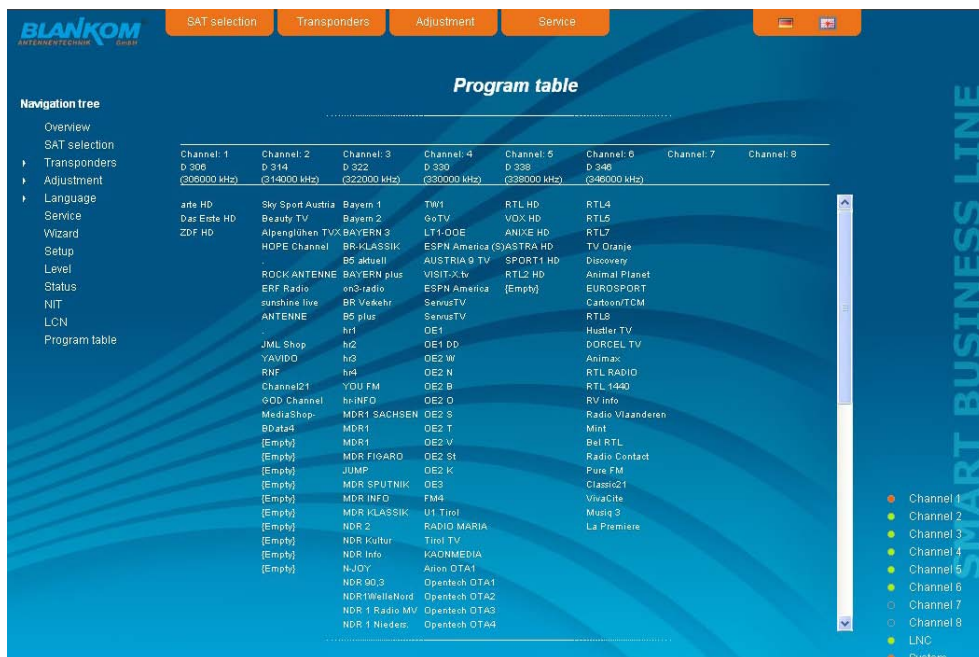 BLANKOM
ANTENNENTECHNIK GmbH
SAT selection Transponders Adjustment Service
Program table
Navigation tree
Overview
SAT selection
Transponders
Adjustment
Language
Service
Wizard
Setup
Level
Status
NIT
LCN
Program table
Channel: 1 Channel: 2 Channel: 3 Channel: 4 Channel: 5 Channel: 6 Channel: 7 Channel: 8
D 306 D 314 D 322 D 330 D 338 D 346
(306000 kHz) (314000 kHz) (322000 kHz) (330000 kHz) (338000 kHz) (346000 kHz)
arte HD Sky Sport Austria Bayern 1 TW1 RTL HD RTL4
Das Erste HD Beauty TV Bayern 2 GoTV VOX HD RTL5
ZDF HD Alpenglühen TVX BAYERN 3 LT1-OOE ANIXE HD RTL7
HOPE Channel BR-KLASSIK ESPN America (S) ASTRA HD TV Oranje
. B5 aktuell AUSTRIA 9 TV SPORT1 HD Discovery
ROCK ANTENNE BAYERN plus VISIT-X.tv RTL2 HD Animal Planet
ERF Radio on3-radio ESPN America {Empty} EUROSPORT
sunshine live BR Verkehr ServusTV Cartoon/TCM
ANTENNE B5 plus ServusTV RTL8
. hr1 OE1 Hustler TV
JML Shop hr2 OE1 DD DORCEL TV
YAVIDO hr3 OE2 W Animax
RNF hr4 OE2 N RTL RADIO
Channel21 YOU FM OE2 B RTL 1440
GOD Channel hr-iNFO OE2 O RV info
MediaShop- MDR1 SACHSEN OE2 S Radio Vlaanderen
BData4 MDR1 OE2 T Mint
{Empty} MDR1 OE2 V Bel RTL
{Empty} MDR FIGARO OE2 St Radio Contact
{Empty} JUMP OE2 K Pure FM
{Empty} MDR SPUTNIK OE3 Classic21
{Empty} MDR INFO FM4 VivaCite
{Empty} MDR KLASSIK U1 Tirol Musiq 3
{Empty} NDR 2 RADIO MARIA La Premiere
{Empty} NDR Kultur Tirol TV
{Empty} NDR Info KAONMEDIA
{Empty} N-JOY Arion OTA1
NDR 90,3 Opentech OTA1
NDR1WelleNord Opentech OTA2
NDR 1 Radio MV Opentech OTA3
NDR 1 Nieders. Opentech OTA4
SMART BUSINESS LINE
Channel 1
Channel 2
Channel 3
Channel 4
Channel 5
Channel 6
Channel 7
Channel 8
LNC
System